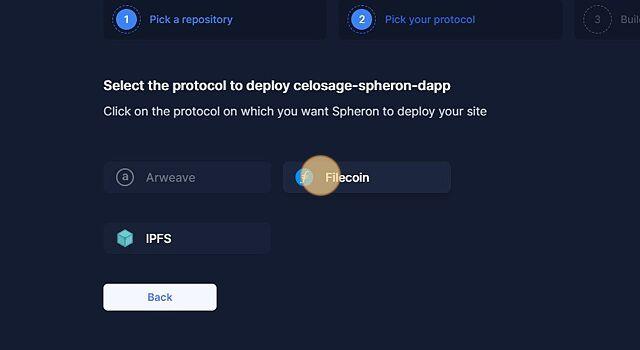 1 Pick a repository
2 Pick your protocol
3
Select the protocol to deploy celosage-spheron-dapp
Click on the protocol on which you want Spheron to deploy your site
a Arweave
Filecoin
IPFS
Back